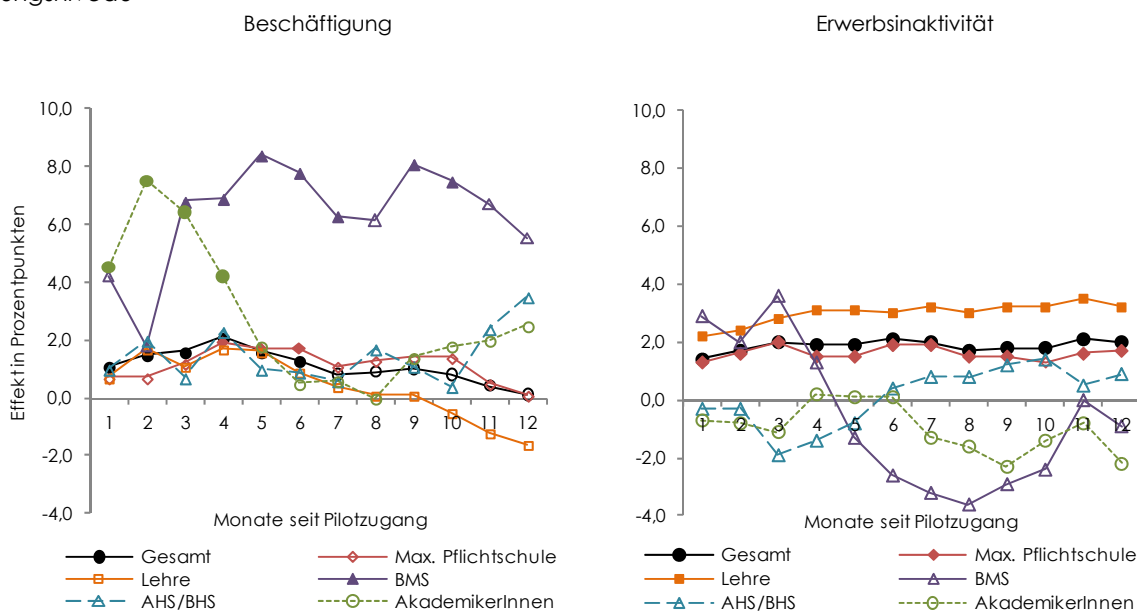 Beschäftigung
Erwerbsinaktivität
Effekt in Prozentpunkten
10,0
8,0
6,0
4,0
2,0
0,0
-2,0
-4,0
1 2 3 4 5 6 7 8 9 10 11 12
Monate seit Pilotzugang
Gesamt
Max. Pflichtschule
Lehre
BMS
AHS/BHS
AkademikerInnen
10,0
8,0
6,0
4,0
2,0
0,0
-2,0
-4,0
1 2 3 4 5 6 7 8 9 10 11 12
Monate seit Pilotzugang
Gesamt
Max. Pflichtschule
Lehre
BMS
AHS/BHS
AkademikerInnen